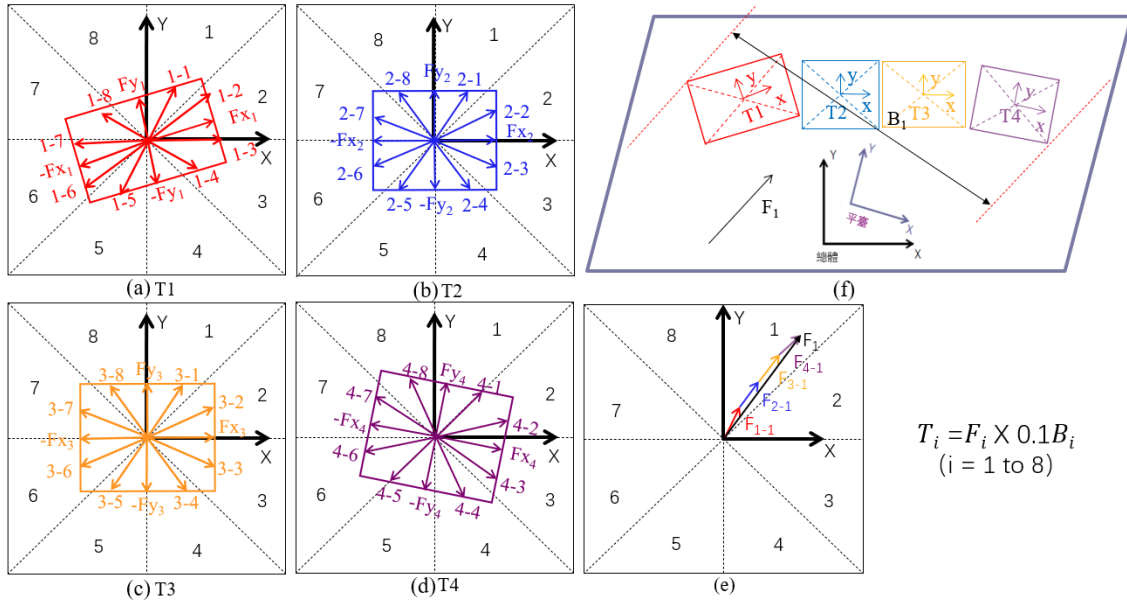 Y
8
1
7
2
6
3
5
4
X
1-8
Fy₁
1-1
1-2
Fx₁
1-3
1-4
-Fy₁
1-5
1-6
-Fx₁
1-7
(a) T1
Y
8
1
7
2
6
3
5
4
X
2-8
Fy₂
2-1
2-2
Fx₂
2-3
2-4
-Fy₂
2-5
2-6
-Fx₂
2-7
(b) T2
T1
y
x
T2
y
x
T3
y
x
T4
y
x
B₁
F₁
Y
X
總體
Y
X
平臺
(f)
Y
8
1
7
2
6
3
5
4
X
3-8
Fy₃
3-1
3-2
Fx₃
3-3
3-4
-Fy₃
3-5
3-6
-Fx₃
3-7
(c) T3
Y
8
1
7
2
6
3
5
4
X
4-8
Fy₄
4-1
4-2
Fx₄
4-3
4-4
-Fy₄
4-5
4-6
-Fx₄
4-7
(d) T4
Y
8
1
7
2
6
3
5
4
X
F₁
F₄₋₁
F₃₋₁
F₂₋₁
F₁₋₁
(e)
Tᵢ =Fᵢ X 0.1Bᵢ
(i = 1 to 8)